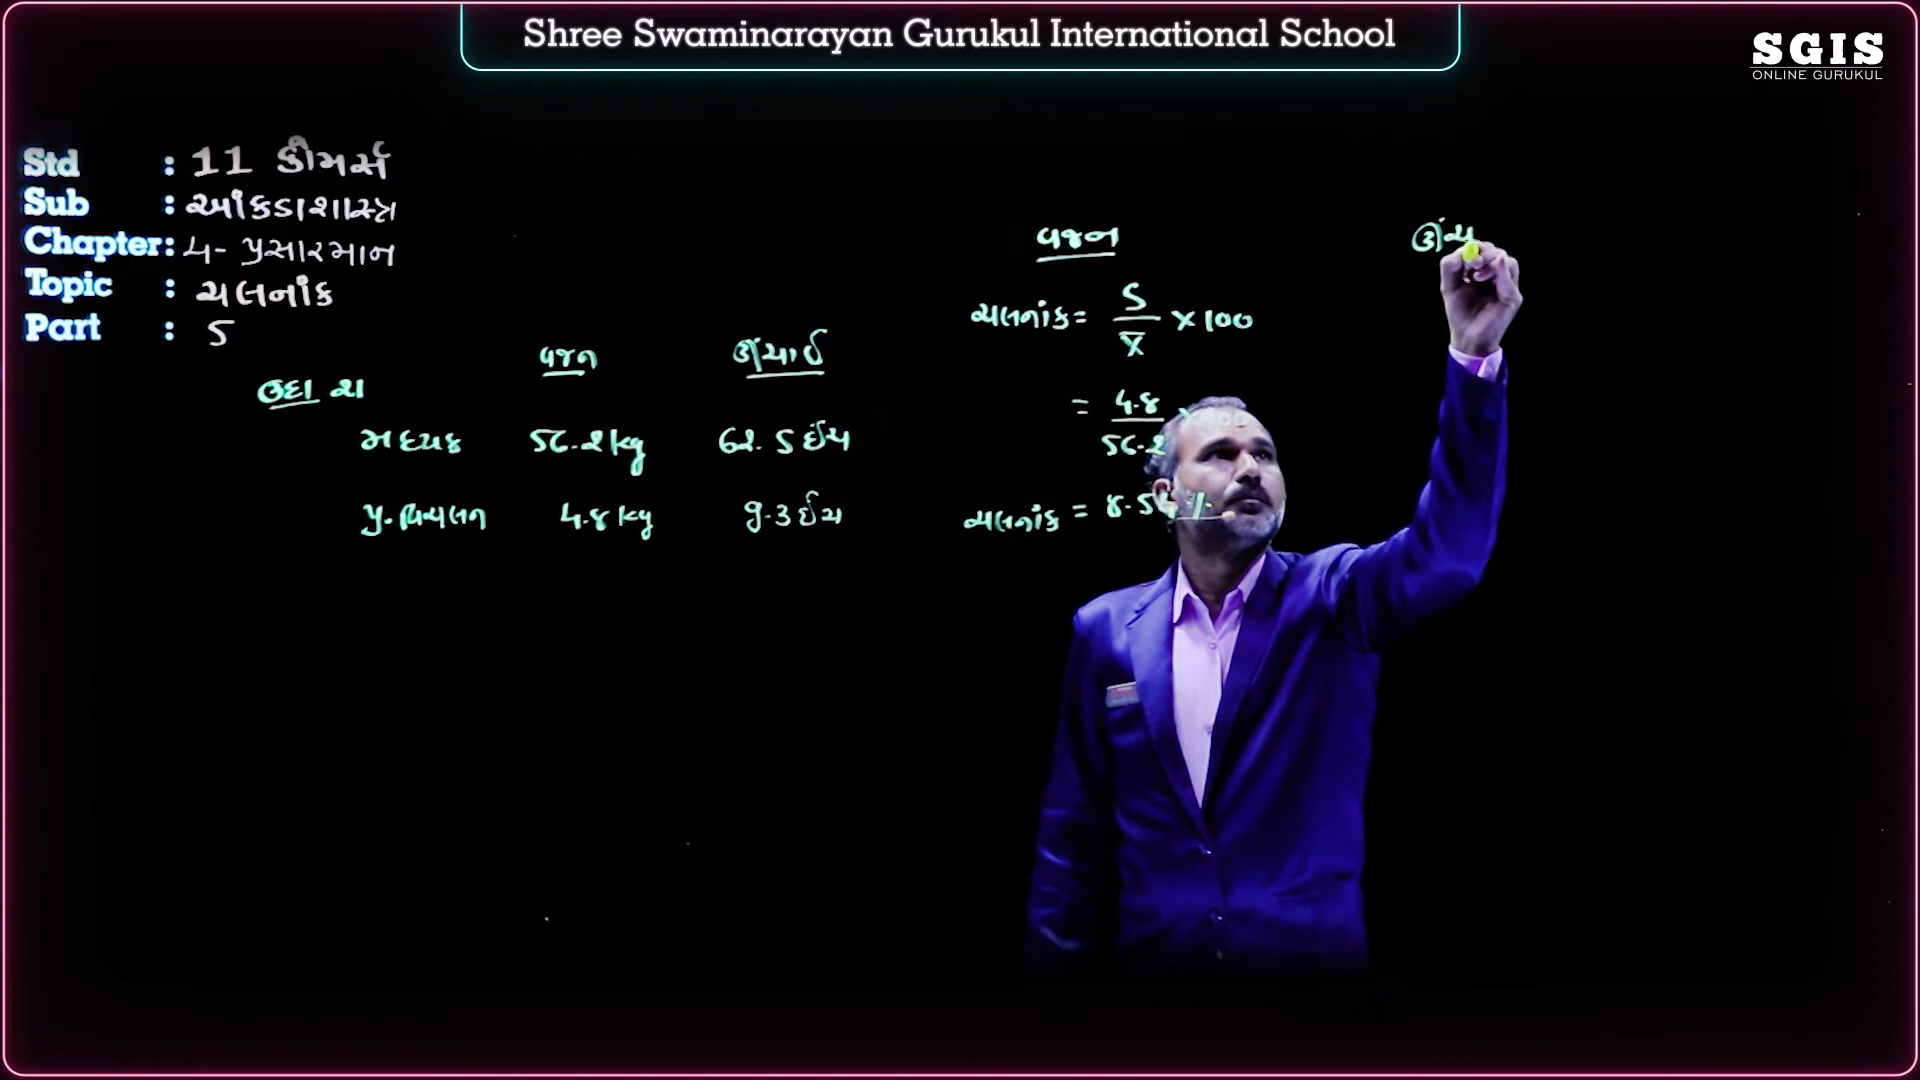 Shree Swaminarayan Gurukul International School
SGIS
ONLINE GURUKUL
Std : 11 કોમર્સ
Sub : આંકડાશાસ્ત્ર
Chapter: 4- પ્રસારમાન
Topic : ચલનાંક
Part : 5
વજન ઊંચાઈ
ઉદા ૨૧
મધ્યક 56.2 kg 62.5 ઈંચ
પ્ર.વિચલન 4.8 kg 9.3 ઈંચ
વજન
ચલનાંક = S / x̄ × 100
= 4.8 / 56.2 × 100
ચલનાંક = 8.54 %
ઊંચ